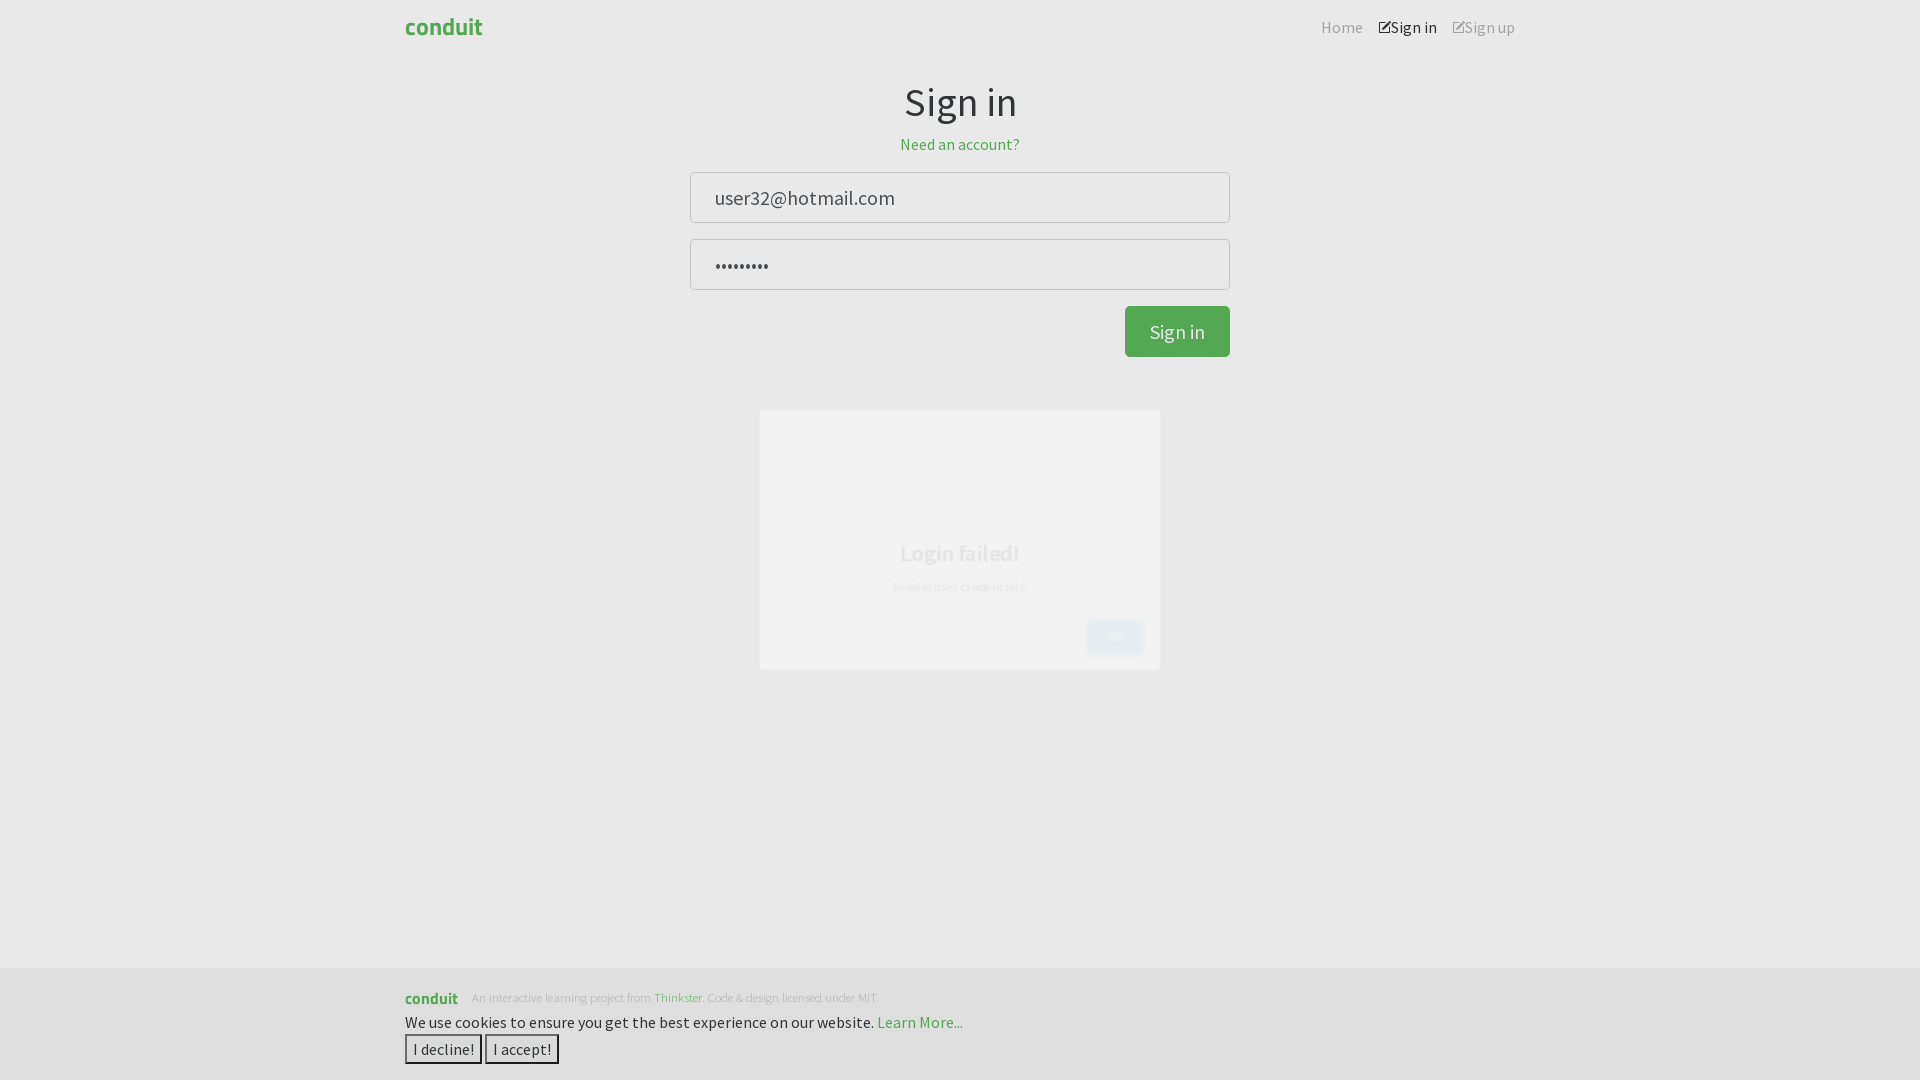 conduit
Home
Sign in
Sign up
Sign in
Need an account?
user32@hotmail.com
•••••••••
Sign in
Login failed!
Invalid user credentials.
OK
conduit An interactive learning project from Thinkster. Code & design licensed under MIT.
We use cookies to ensure you get the best experience on our website. Learn More...
I decline! I accept!